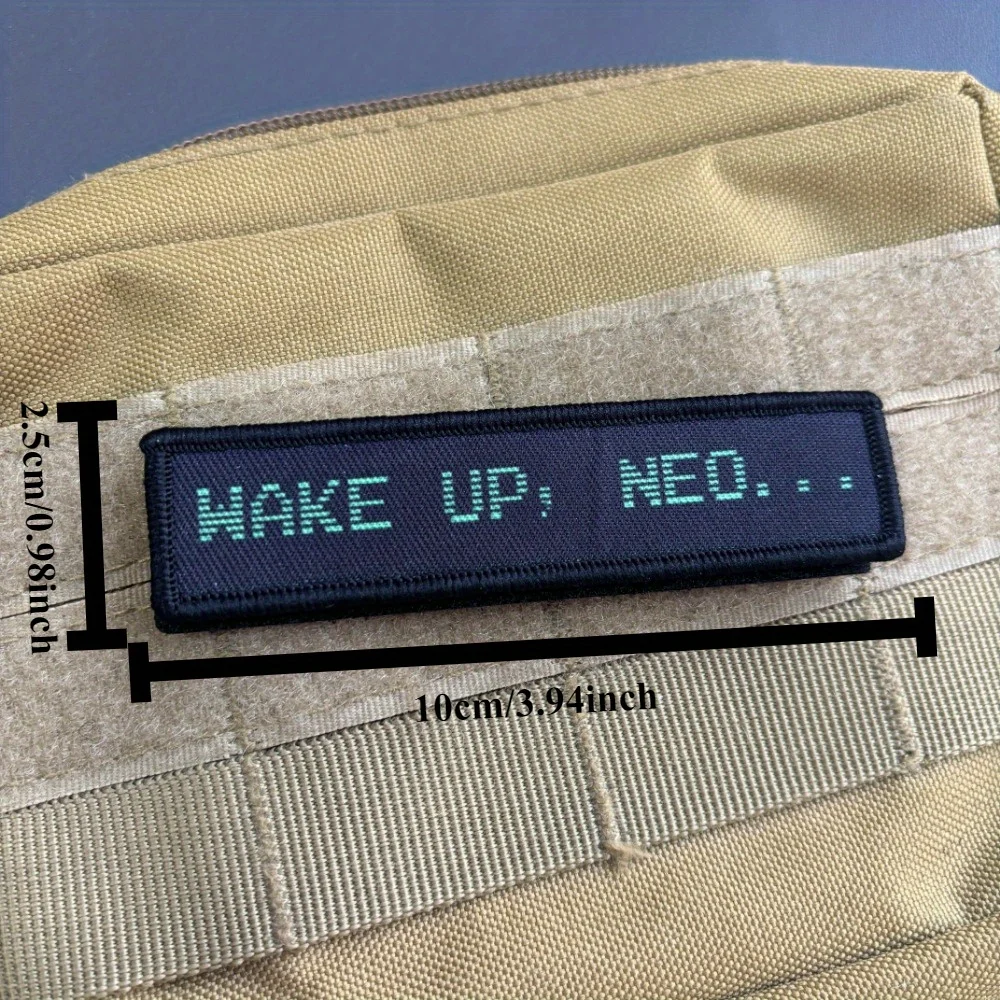 WAKE UP, NEO...
2.5cm/0.98inch
10cm/3.94inch